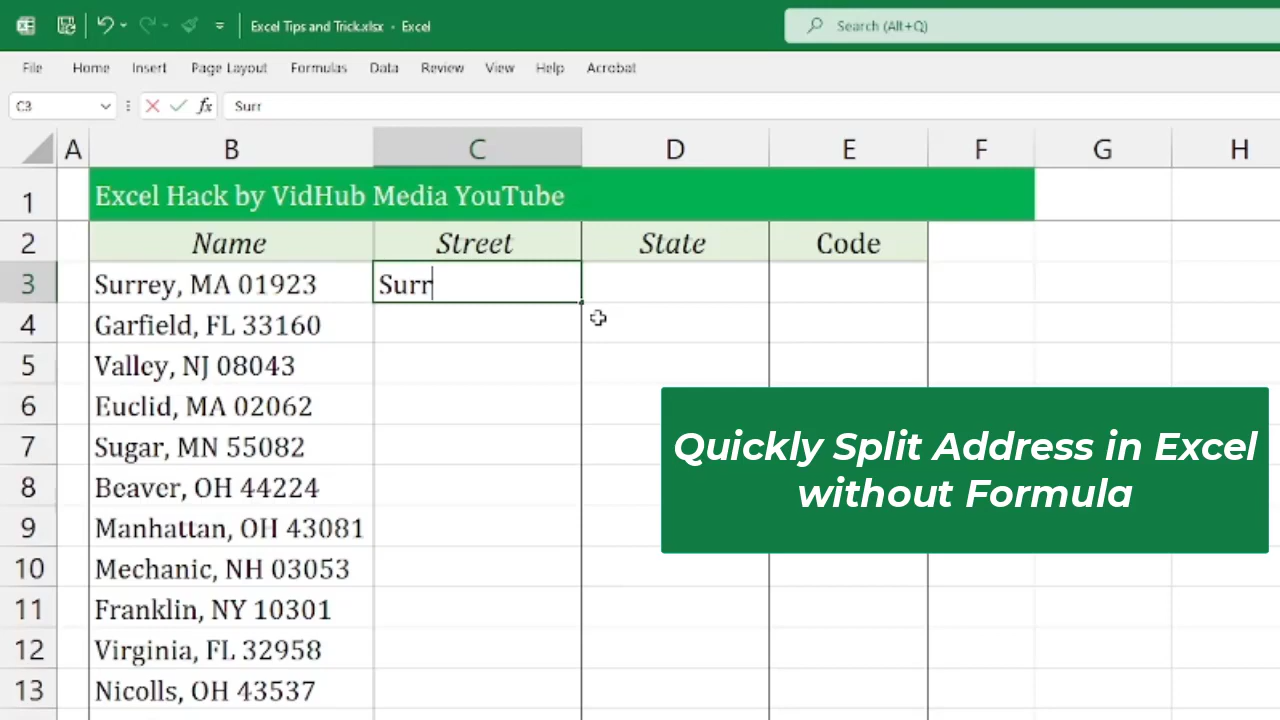 Excel Tips and Trick.xlsx - Excel
Search (Alt+Q)
File Home Insert Page Layout Formulas Data Review View Help Acrobat
C3 fx Surr
A B C D E F G H
1 Excel Hack by VidHub Media YouTube
2 Name Street State Code
3 Surrey, MA 01923 Surr
4 Garfield, FL 33160
5 Valley, NJ 08043
6 Euclid, MA 02062
7 Sugar, MN 55082
8 Beaver, OH 44224
9 Manhattan, OH 43081
10 Mechanic, NH 03053
11 Franklin, NY 10301
12 Virginia, FL 32958
13 Nicolls, OH 43537
Quickly Split Address in Excel
without Formula